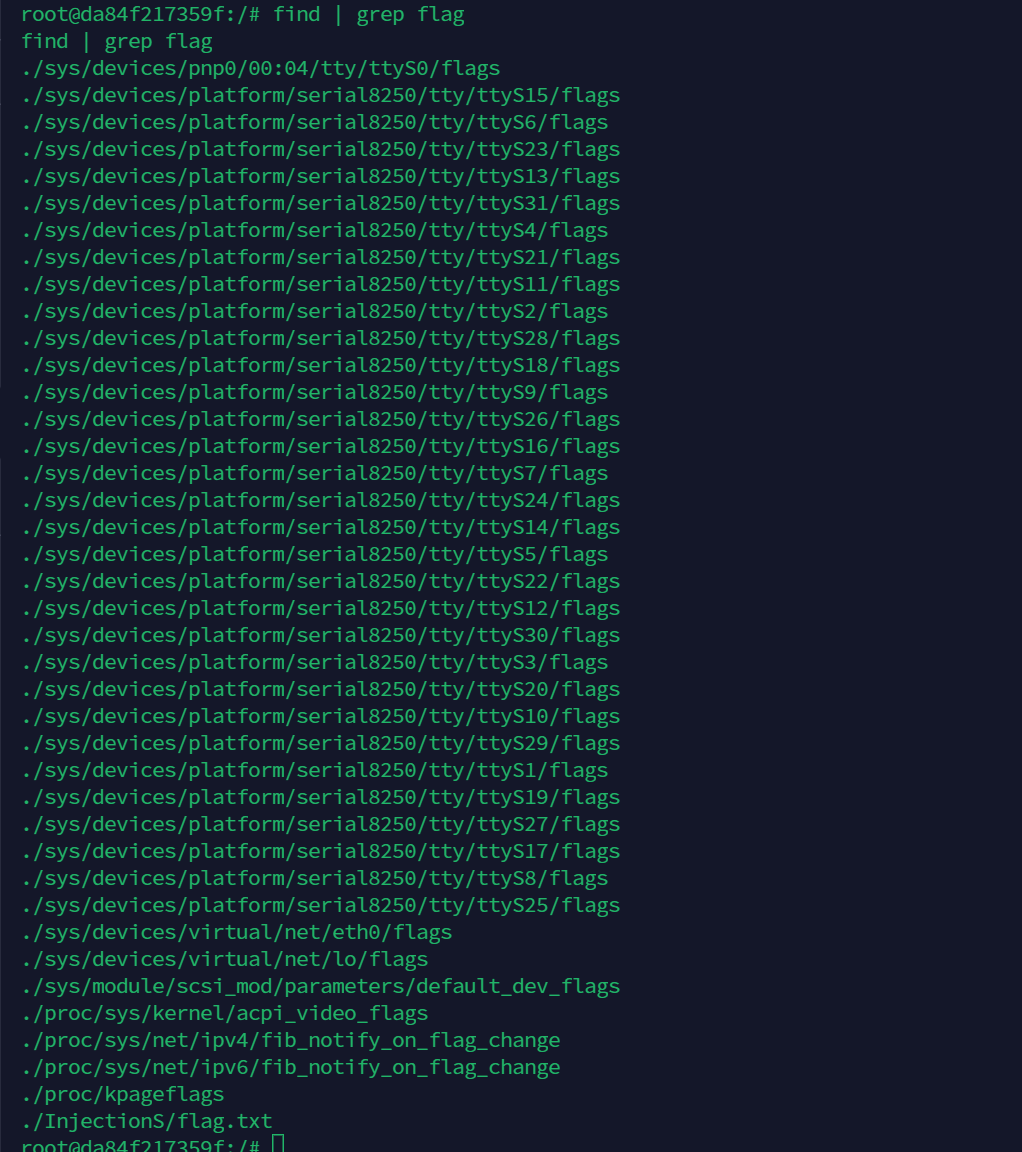 root@da84f217359f:/# find | grep flag
find | grep flag
./sys/devices/pnp0/00:04/tty/ttyS0/flags
./sys/devices/platform/serial8250/tty/ttyS15/flags
./sys/devices/platform/serial8250/tty/ttyS6/flags
./sys/devices/platform/serial8250/tty/ttyS23/flags
./sys/devices/platform/serial8250/tty/ttyS13/flags
./sys/devices/platform/serial8250/tty/ttyS31/flags
./sys/devices/platform/serial8250/tty/ttyS4/flags
./sys/devices/platform/serial8250/tty/ttyS21/flags
./sys/devices/platform/serial8250/tty/ttyS11/flags
./sys/devices/platform/serial8250/tty/ttyS2/flags
./sys/devices/platform/serial8250/tty/ttyS28/flags
./sys/devices/platform/serial8250/tty/ttyS18/flags
./sys/devices/platform/serial8250/tty/ttyS9/flags
./sys/devices/platform/serial8250/tty/ttyS26/flags
./sys/devices/platform/serial8250/tty/ttyS16/flags
./sys/devices/platform/serial8250/tty/ttyS7/flags
./sys/devices/platform/serial8250/tty/ttyS24/flags
./sys/devices/platform/serial8250/tty/ttyS14/flags
./sys/devices/platform/serial8250/tty/ttyS5/flags
./sys/devices/platform/serial8250/tty/ttyS22/flags
./sys/devices/platform/serial8250/tty/ttyS12/flags
./sys/devices/platform/serial8250/tty/ttyS30/flags
./sys/devices/platform/serial8250/tty/ttyS3/flags
./sys/devices/platform/serial8250/tty/ttyS20/flags
./sys/devices/platform/serial8250/tty/ttyS10/flags
./sys/devices/platform/serial8250/tty/ttyS29/flags
./sys/devices/platform/serial8250/tty/ttyS1/flags
./sys/devices/platform/serial8250/tty/ttyS19/flags
./sys/devices/platform/serial8250/tty/ttyS27/flags
./sys/devices/platform/serial8250/tty/ttyS17/flags
./sys/devices/platform/serial8250/tty/ttyS8/flags
./sys/devices/platform/serial8250/tty/ttyS25/flags
./sys/devices/virtual/net/eth0/flags
./sys/devices/virtual/net/lo/flags
./sys/module/scsi_mod/parameters/default_dev_flags
./proc/sys/kernel/acpi_video_flags
./proc/sys/net/ipv4/fib_notify_on_flag_change
./proc/sys/net/ipv6/fib_notify_on_flag_change
./proc/kpageflags
./InjectionS/flag.txt
root@da84f217359f:/#